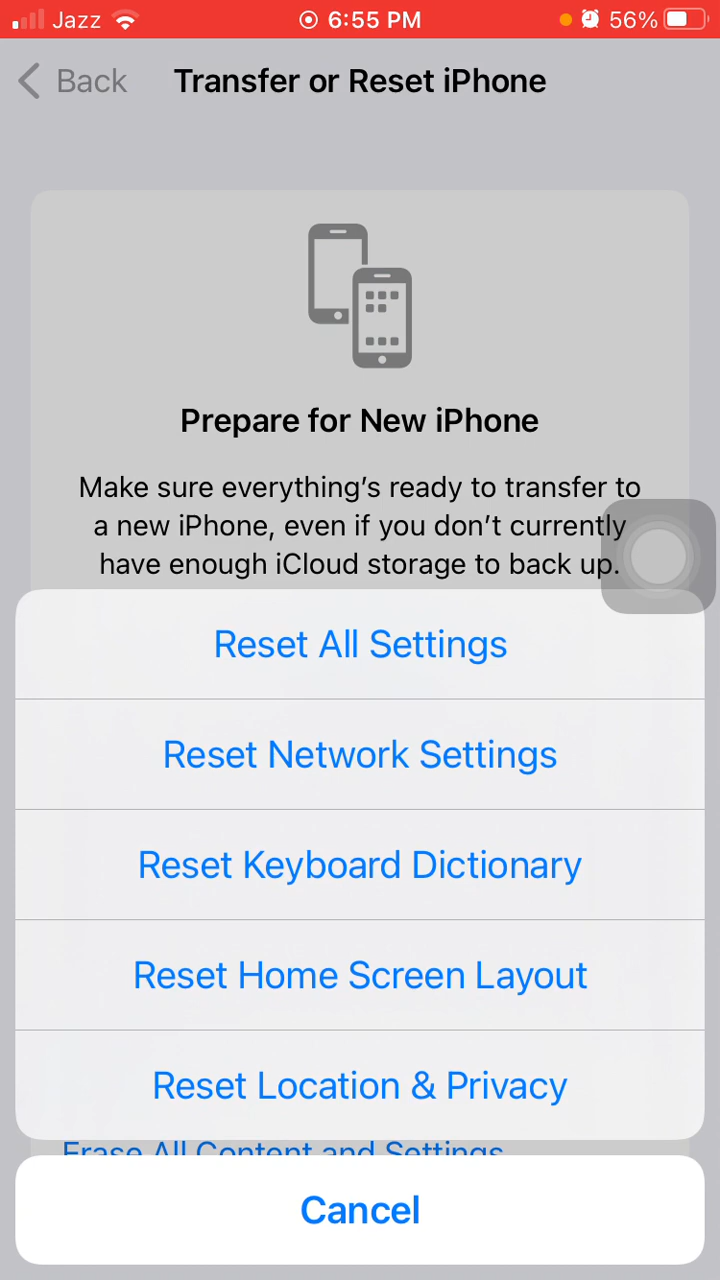 Jazz 6:55 PM 56%
Back Transfer or Reset iPhone
Prepare for New iPhone
Make sure everything's ready to transfer to
a new iPhone, even if you don't currently
have enough iCloud storage to back up.
Reset All Settings
Reset Network Settings
Reset Keyboard Dictionary
Reset Home Screen Layout
Reset Location & Privacy
Erase All Content and Settings
Cancel